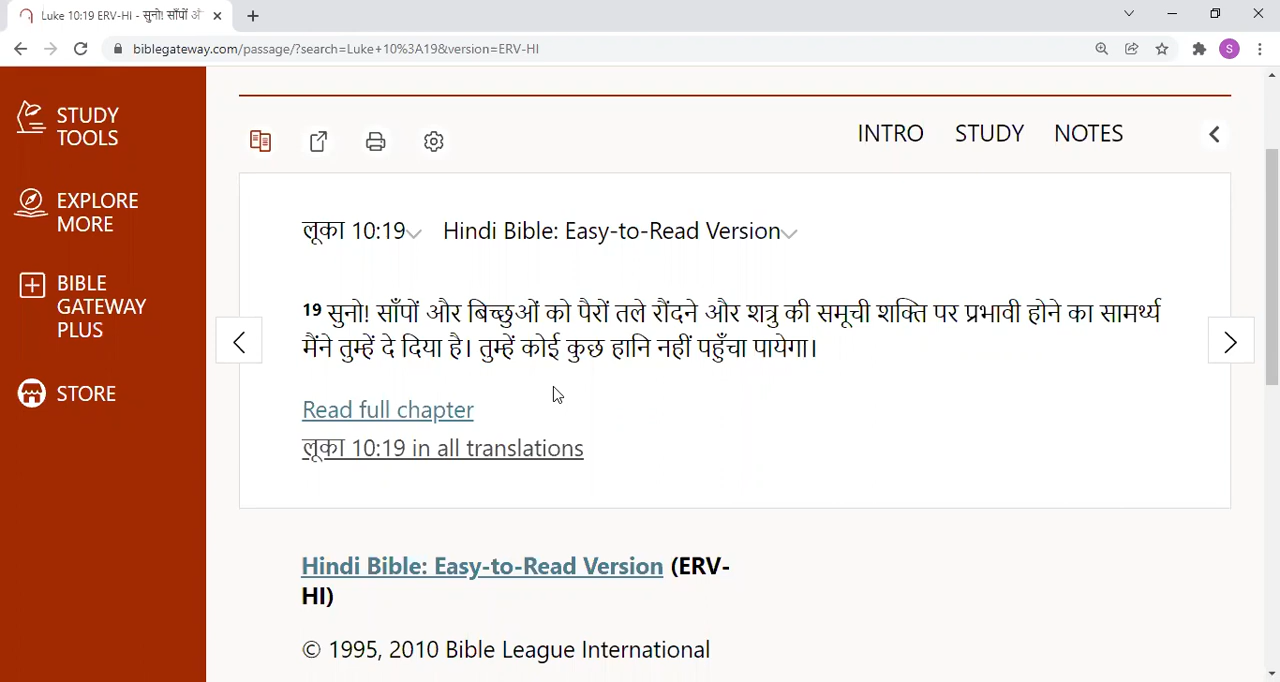 Luke 10:19 ERV-HI - सुनो! साँपों औ
biblegateway.com/passage/?search=Luke+10%3A19&version=ERV-HI
S
STUDY
TOOLS
EXPLORE
MORE
BIBLE
GATEWAY
PLUS
STORE
INTRO STUDY NOTES
लूका 10:19 Hindi Bible: Easy-to-Read Version
19 सुनो! साँपों और बिच्छुओं को पैरों तले रौंदने और शत्रु की समूची शक्ति पर प्रभावी होने का सामर्थ्य
मैंने तुम्हें दे दिया है। तुम्हें कोई कुछ हानि नहीं पहुँचा पायेगा।
Read full chapter
लूका 10:19 in all translations
Hindi Bible: Easy-to-Read Version (ERV-
HI)
© 1995, 2010 Bible League International